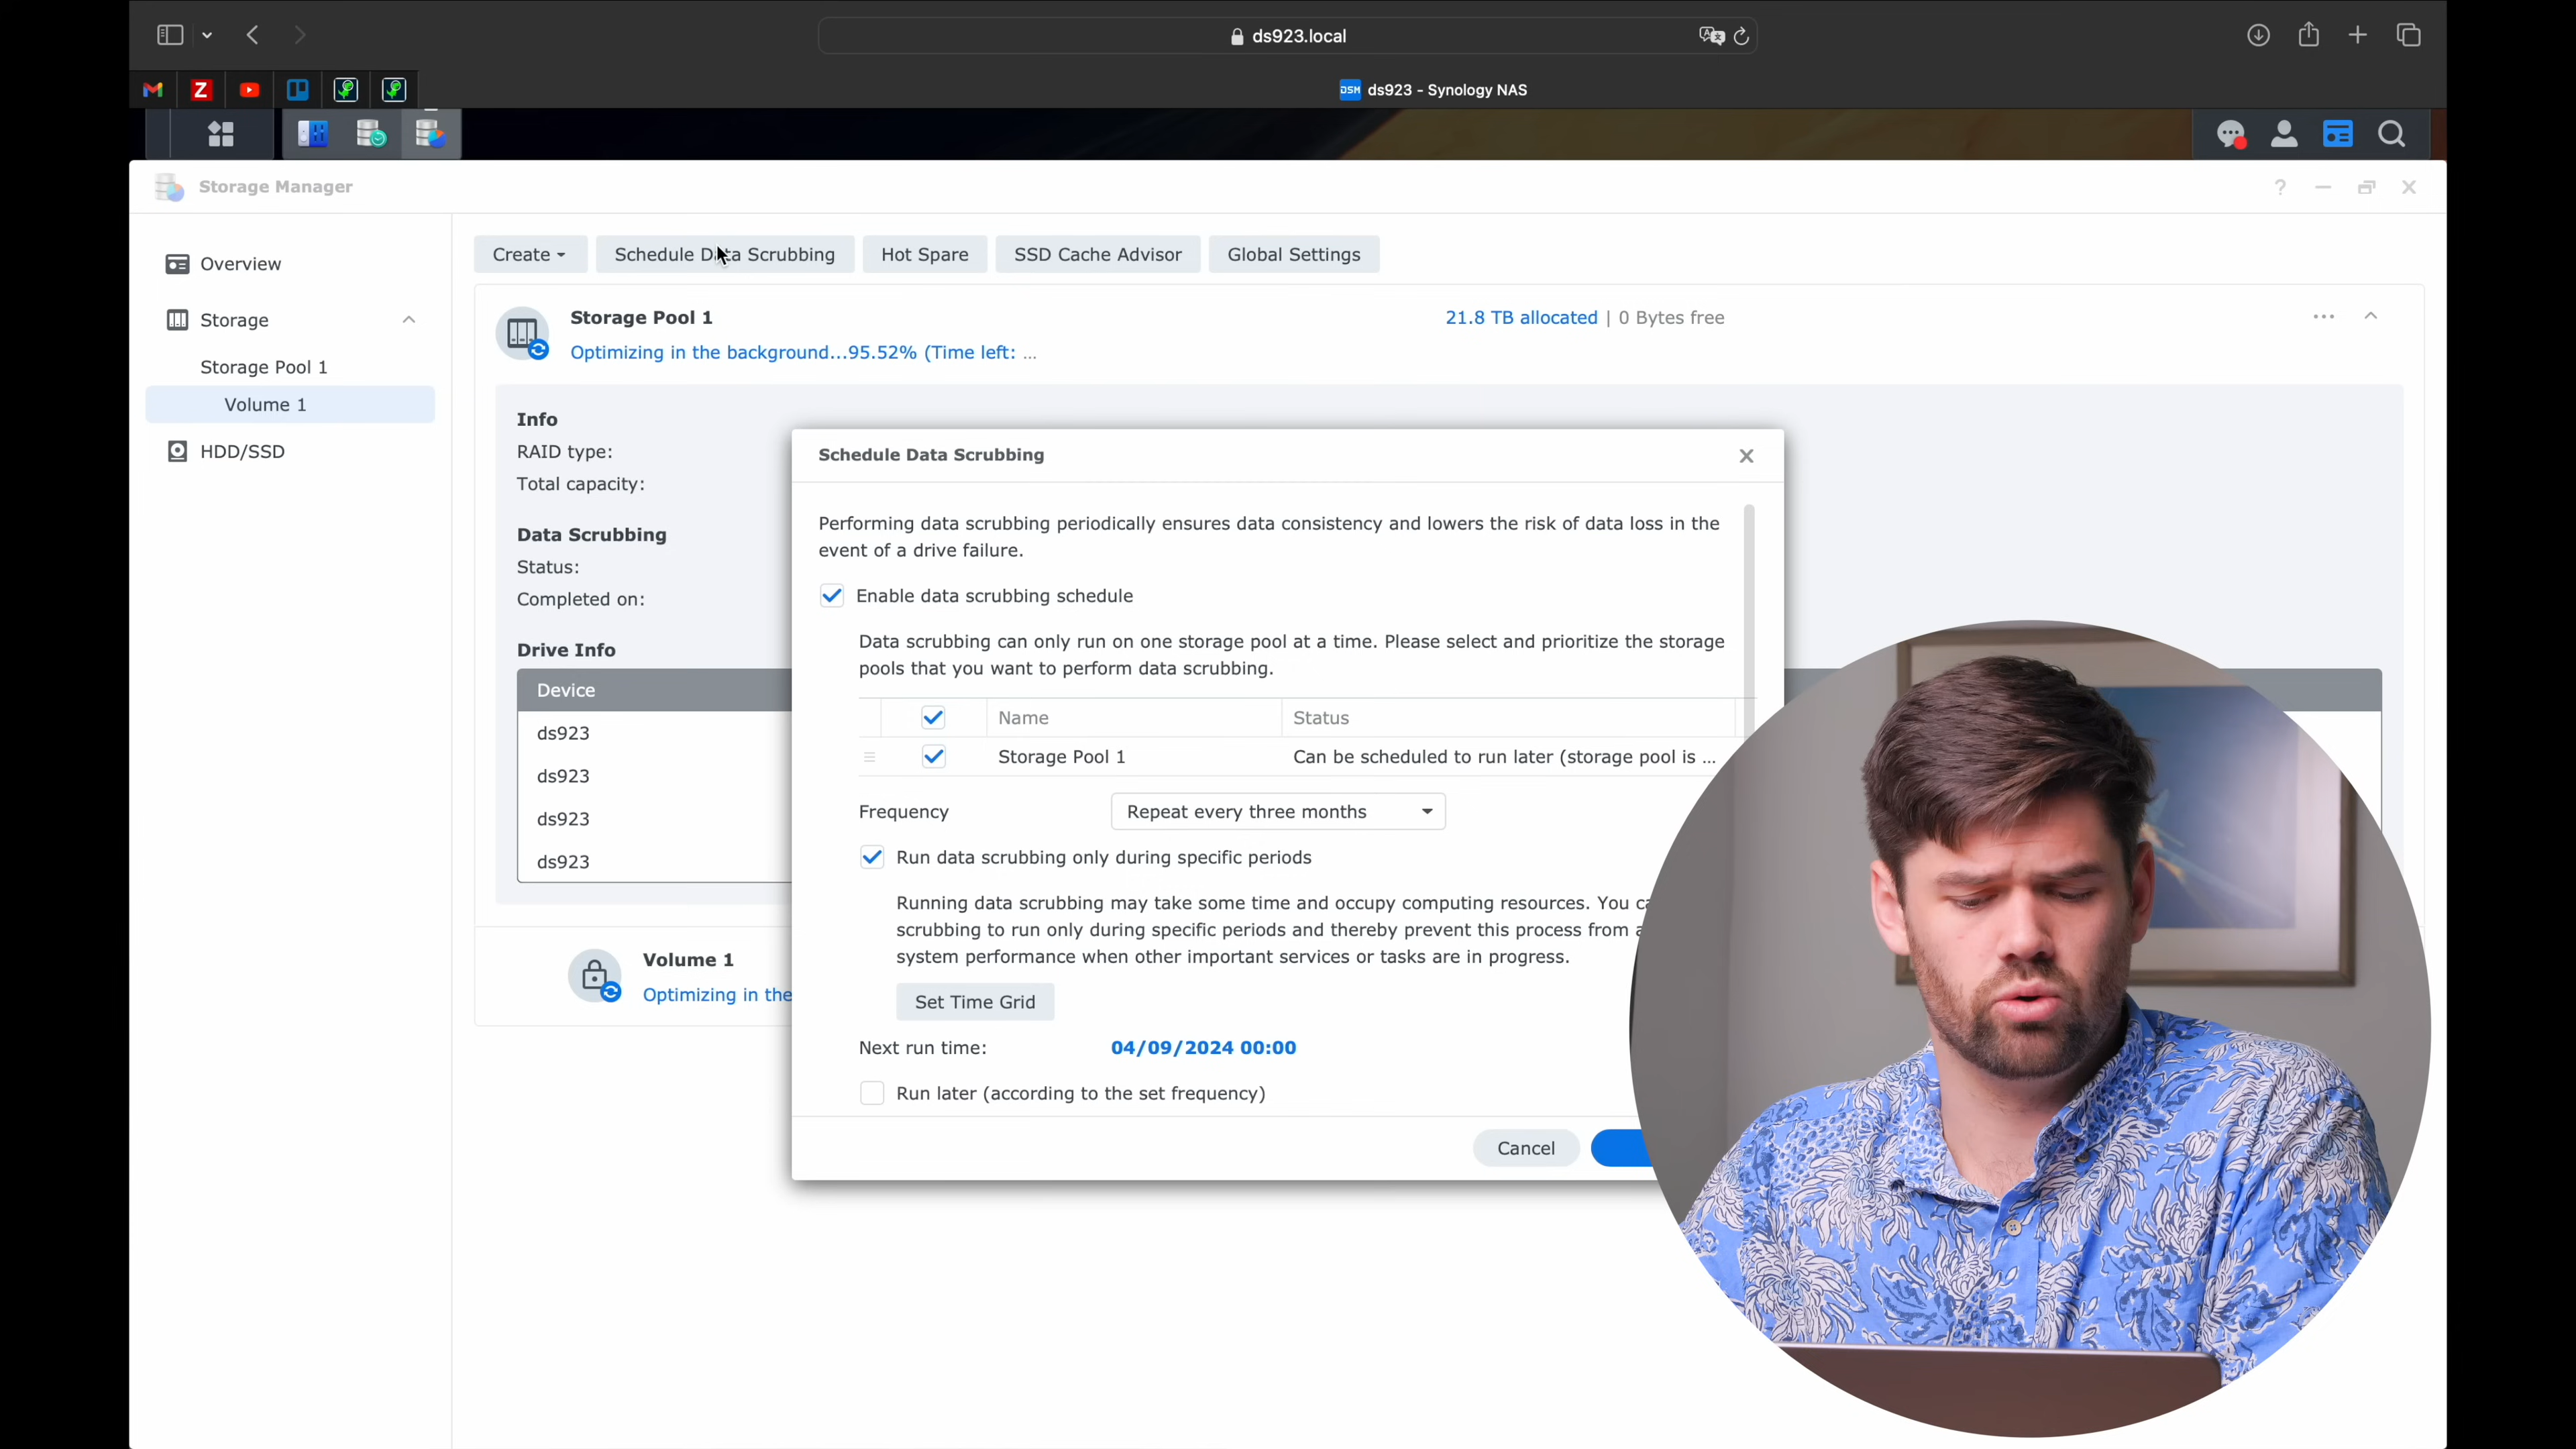 ds923.local
DSM ds923 - Synology NAS
Storage Manager
Overview
Storage
Storage Pool 1
Volume 1
HDD/SSD
Create
Schedule Data Scrubbing
Hot Spare
SSD Cache Advisor
Global Settings
Storage Pool 1
21.8 TB allocated | 0 Bytes free
Optimizing in the background...95.52% (Time left: ...
Info
RAID type:
Total capacity:
Data Scrubbing
Status:
Completed on:
Drive Info
Device
ds923
ds923
ds923
ds923
Volume 1
Optimizing in the
Schedule Data Scrubbing
Performing data scrubbing periodically ensures data consistency and lowers the risk of data loss in the
event of a drive failure.
Enable data scrubbing schedule
Data scrubbing can only run on one storage pool at a time. Please select and prioritize the storage
pools that you want to perform data scrubbing.
Name Status
Storage Pool 1 Can be scheduled to run later (storage pool is ...
Frequency Repeat every three months
Run data scrubbing only during specific periods
Running data scrubbing may take some time and occupy computing resources. You
scrubbing to run only during specific periods and thereby prevent this process from
system performance when other important services or tasks are in progress.
Set Time Grid
Next run time: 04/09/2024 00:00
Run later (according to the set frequency)
Cancel